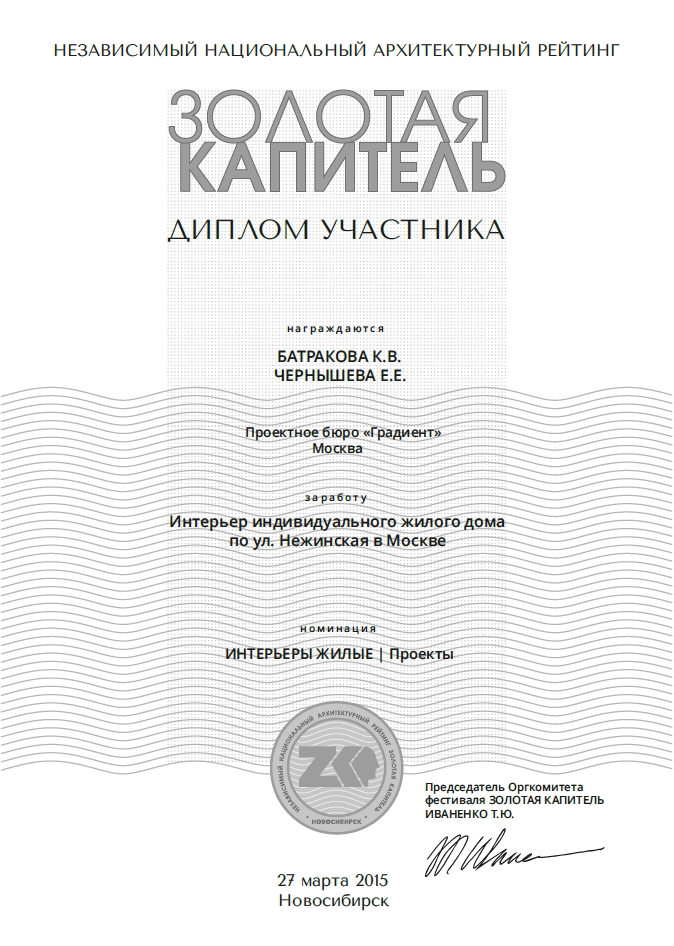 НЕЗАВИСИМЫЙ НАЦИОНАЛЬНЫЙ АРХИТЕКТУРНЫЙ РЕЙТИНГ
ЗОЛОТАЯ
КАПИТЕЛЬ
ДИПЛОМ УЧАСТНИКА
награждаются
БАТРАКОВА К.В.
ЧЕРНЫШЕВА Е.Е.
Проектное бюро «Градиент»
Москва
за работу
Интерьер индивидуального жилого дома
по ул. Нежинская в Москве
номинация
ИНТЕРЬЕРЫ ЖИЛЫЕ | Проекты
НЕЗАВИСИМЫЙ НАЦИОНАЛЬНЫЙ АРХИТЕКТУРНЫЙ РЕЙТИНГ ЗОЛОТАЯ КАПИТЕЛЬ
ZK
• НОВОСИБИРСК •
Председатель Оргкомитета
фестиваля ЗОЛОТАЯ КАПИТЕЛЬ
ИВАНЕНКО Т.Ю.
27 марта 2015
Новосибирск